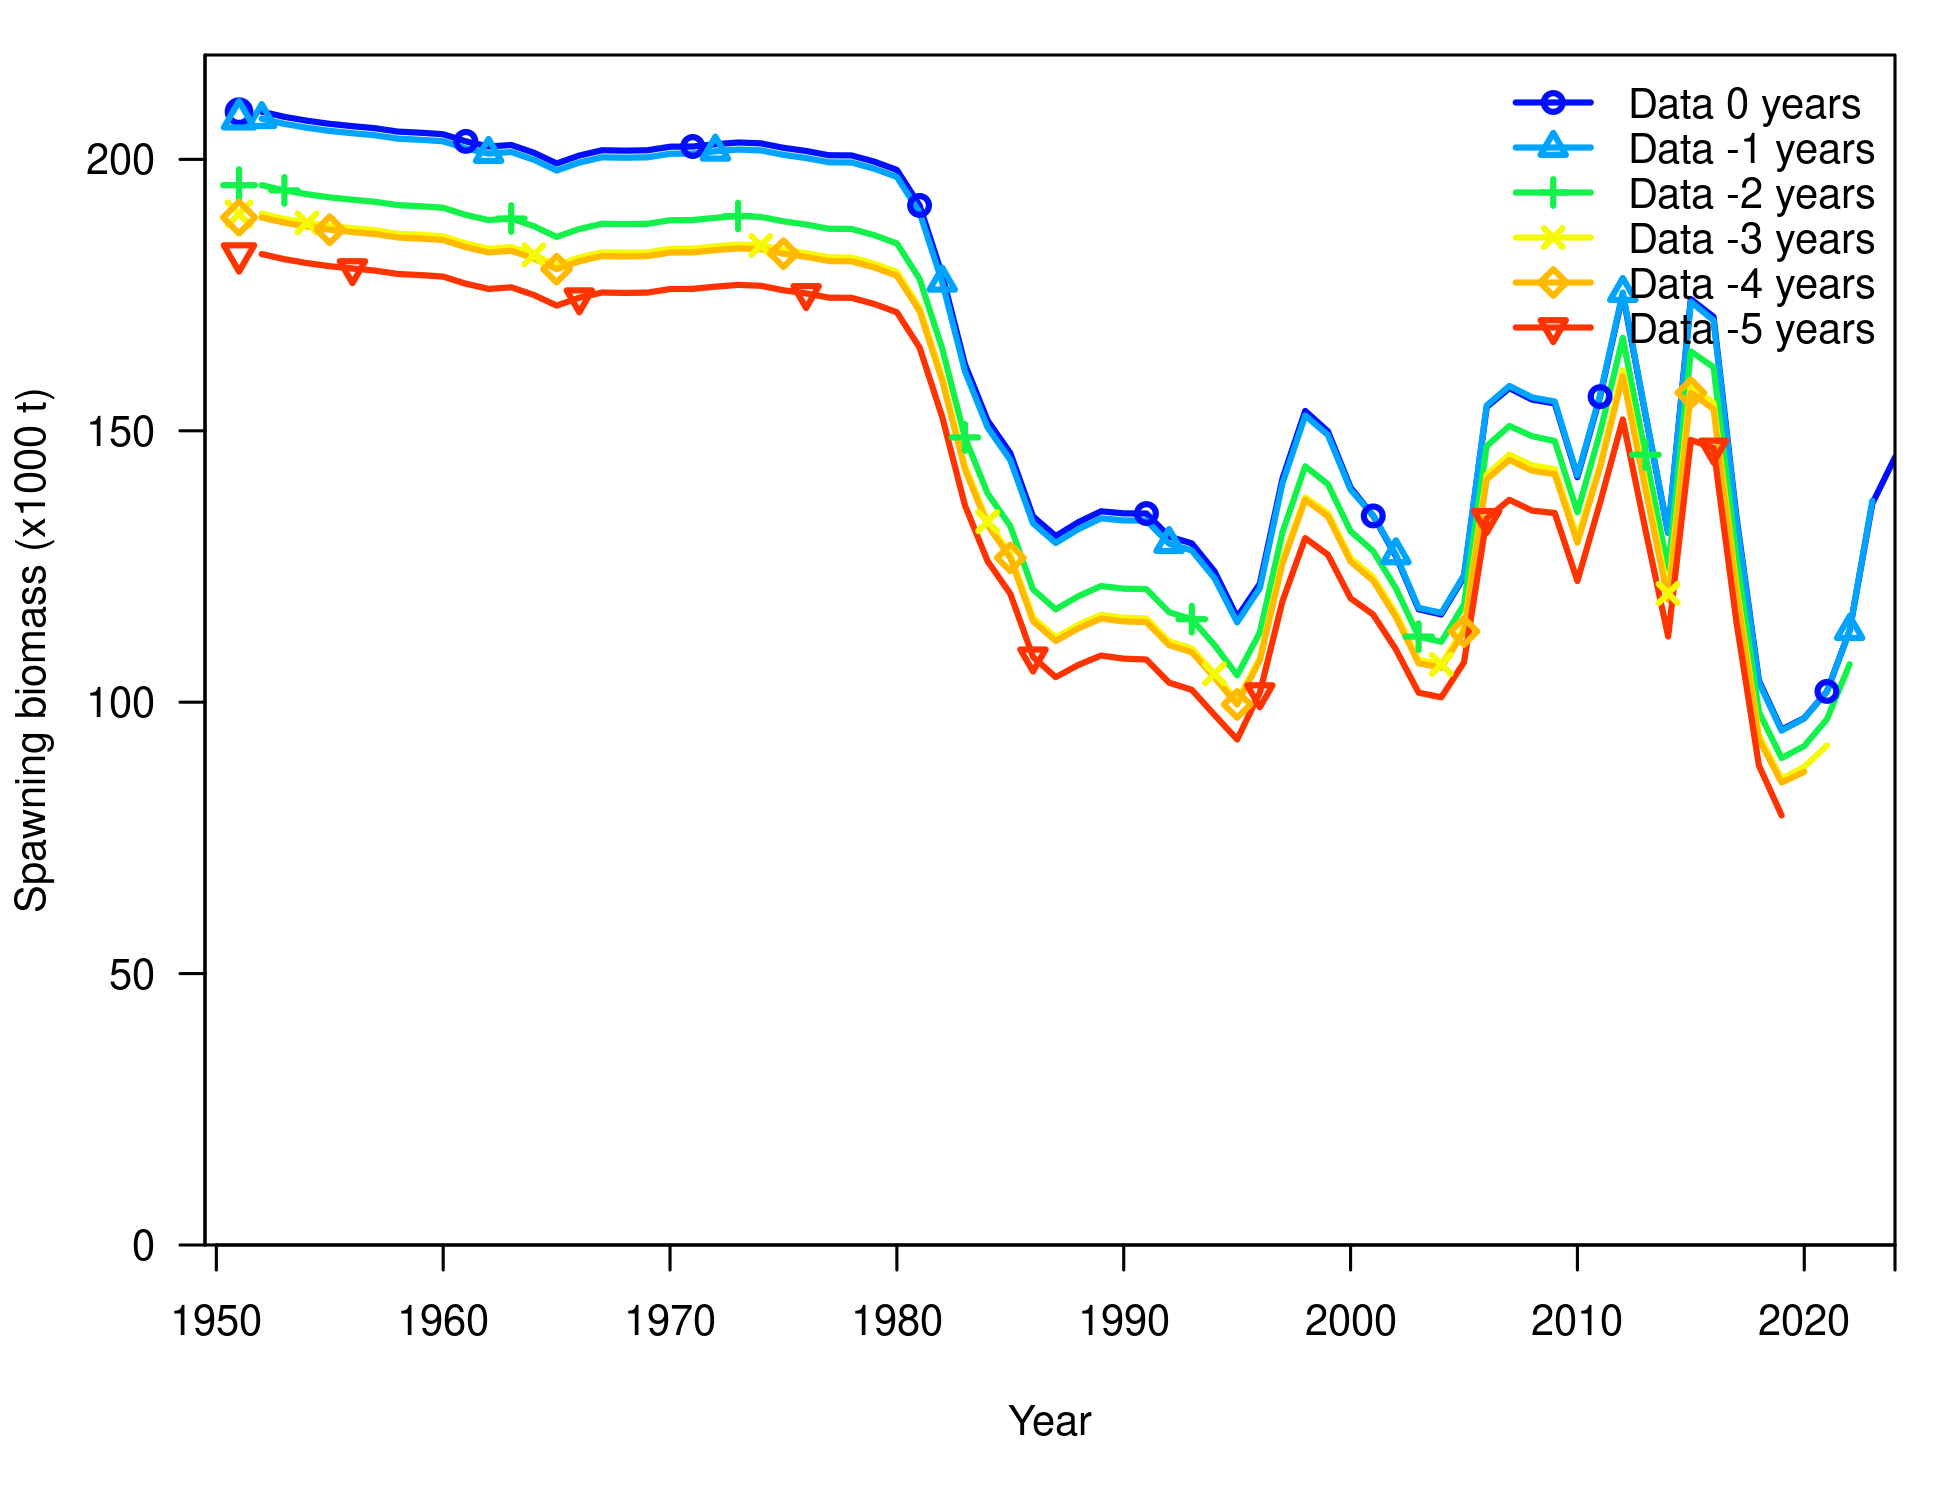 Data 0 years
Data -1 years
Data -2 years
Data -3 years
Data -4 years
Data -5 years
200
150
100
50
0
Spawning biomass (x1000 t)
1950 1960 1970 1980 1990 2000 2010 2020
Year